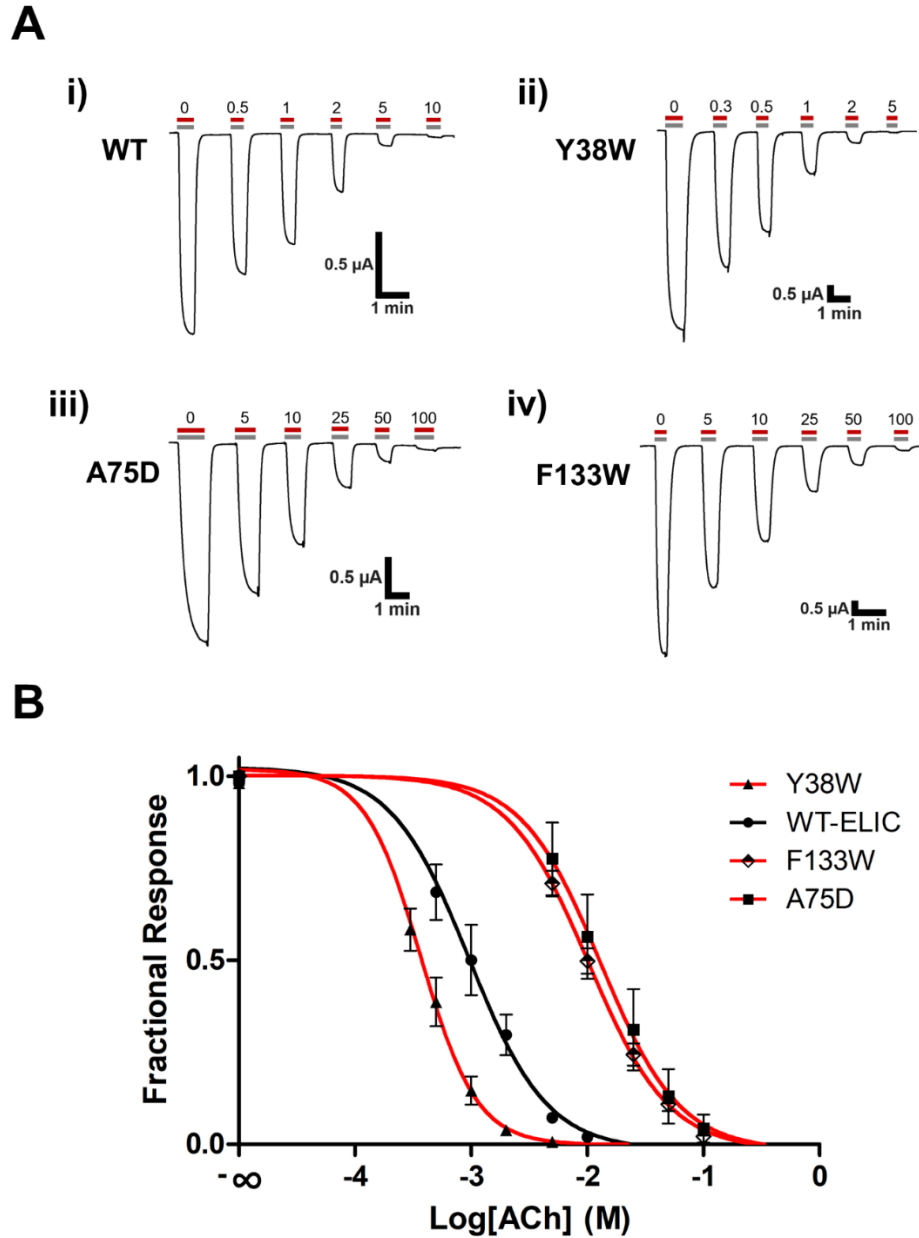 A
i)
0 0.5 1 2 5 10
WT
0.5 µA
1 min
ii)
0 0.3 0.5 1 2 5
Y38W
0.5 µA
1 min
iii)
0 5 10 25 50 100
A75D
0.5 µA
1 min
iv)
0 5 10 25 50 100
F133W
0.5 µA
1 min
B
Fractional Response
1.0
0.5
0.0
Y38W
WT-ELIC
F133W
A75D
-∞ -4 -3 -2 -1 0
Log[ACh] (M)